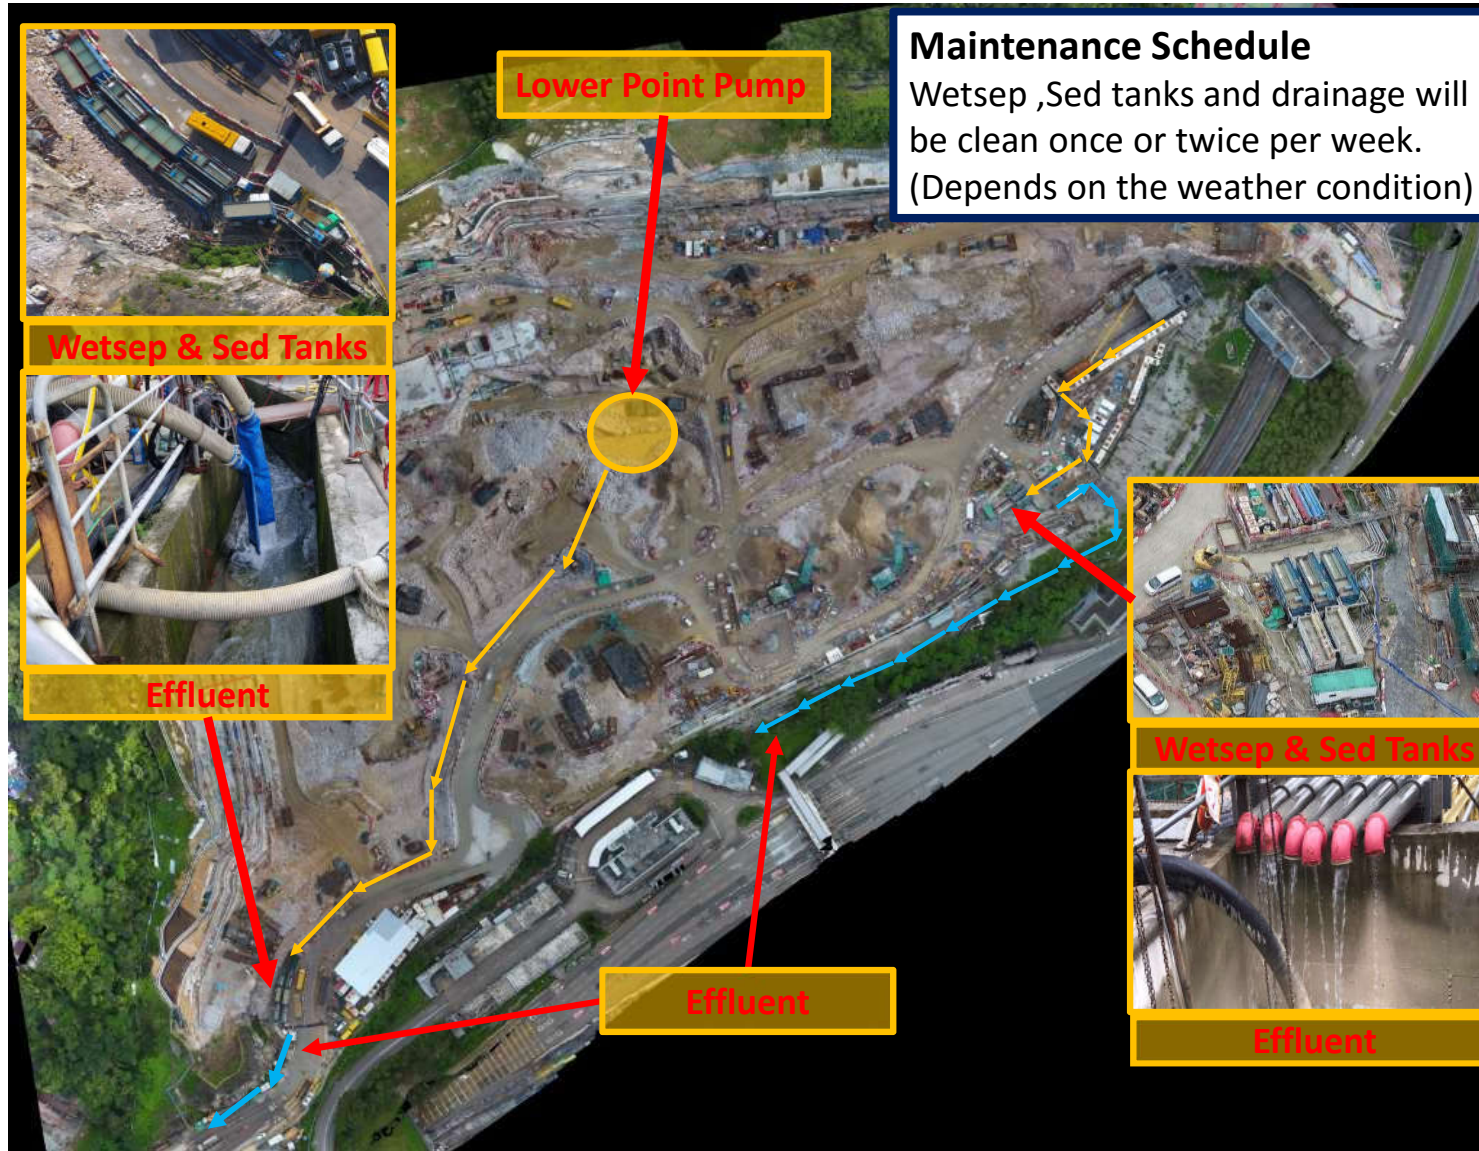 Maintenance Schedule
Wetsep ,Sed tanks and drainage will
be clean once or twice per week.
(Depends on the weather condition)
Lower Point Pump
Wetsep & Sed Tanks
Effluent
Wetsep & Sed Tanks
Effluent
Effluent